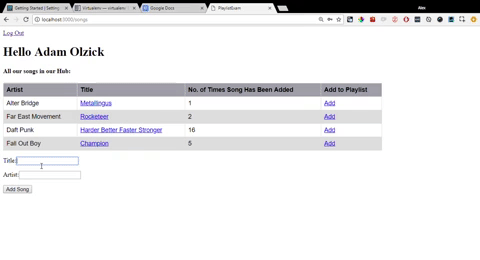 Getting Started | Setting
Virtualenv — virtualenv
Google Docs
PlaylistExam
Alex
localhost:3000/songs
Log Out
Hello Adam Olzick
All our songs in our Hub:
Artist Title No. of Times Song Has Been Added Add to Playlist
Alter Bridge Metallingus 1 Add
Far East Movement Rocketeer 2 Add
Daft Punk Harder Better Faster Stronger 16 Add
Fall Out Boy Champion 5 Add
Title:
Artist:
Add Song